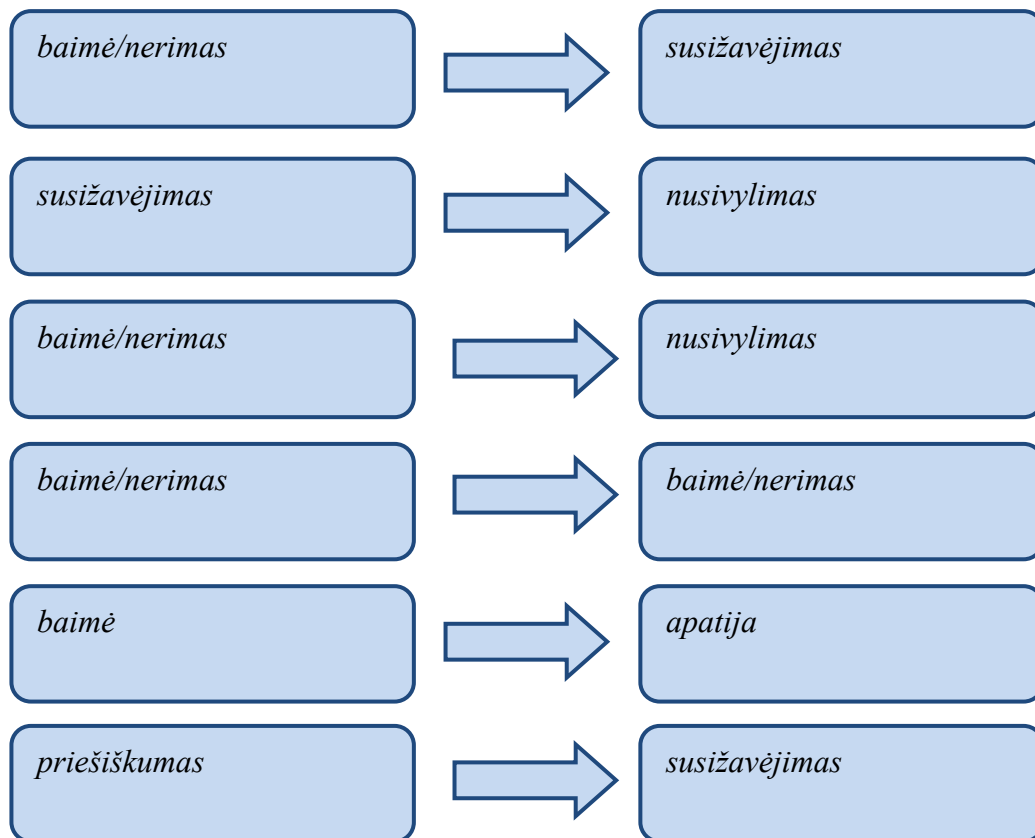 baimė/nerimas
susižavėjimas
susižavėjimas
nusivylimas
baimė/nerimas
nusivylimas
baimė/nerimas
baimė/nerimas
baimė
apatija
priešiškumas
susižavėjimas